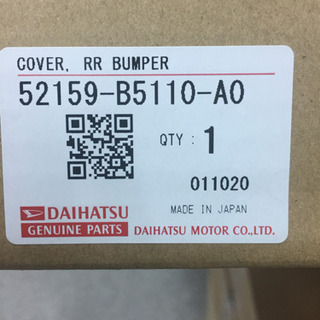 COVER, RR BUMPER
52159-B5110-A0
QTY : 1
011020
MADE IN JAPAN
DAIHATSU
GENUINE PARTS
DAIHATSU MOTOR CO.,LTD.